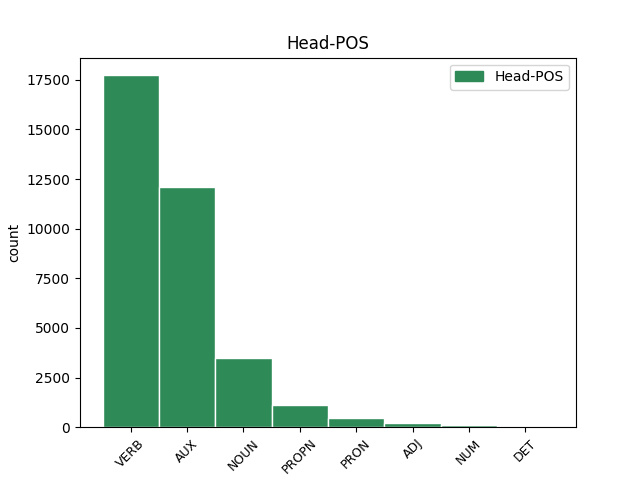 Head-POS
Head-POS
17500
15000
12500
10000
7500
5000
2500
0
count
VERB
AUX
NOUN
PROPN
PRON
ADJ
NUM
DET